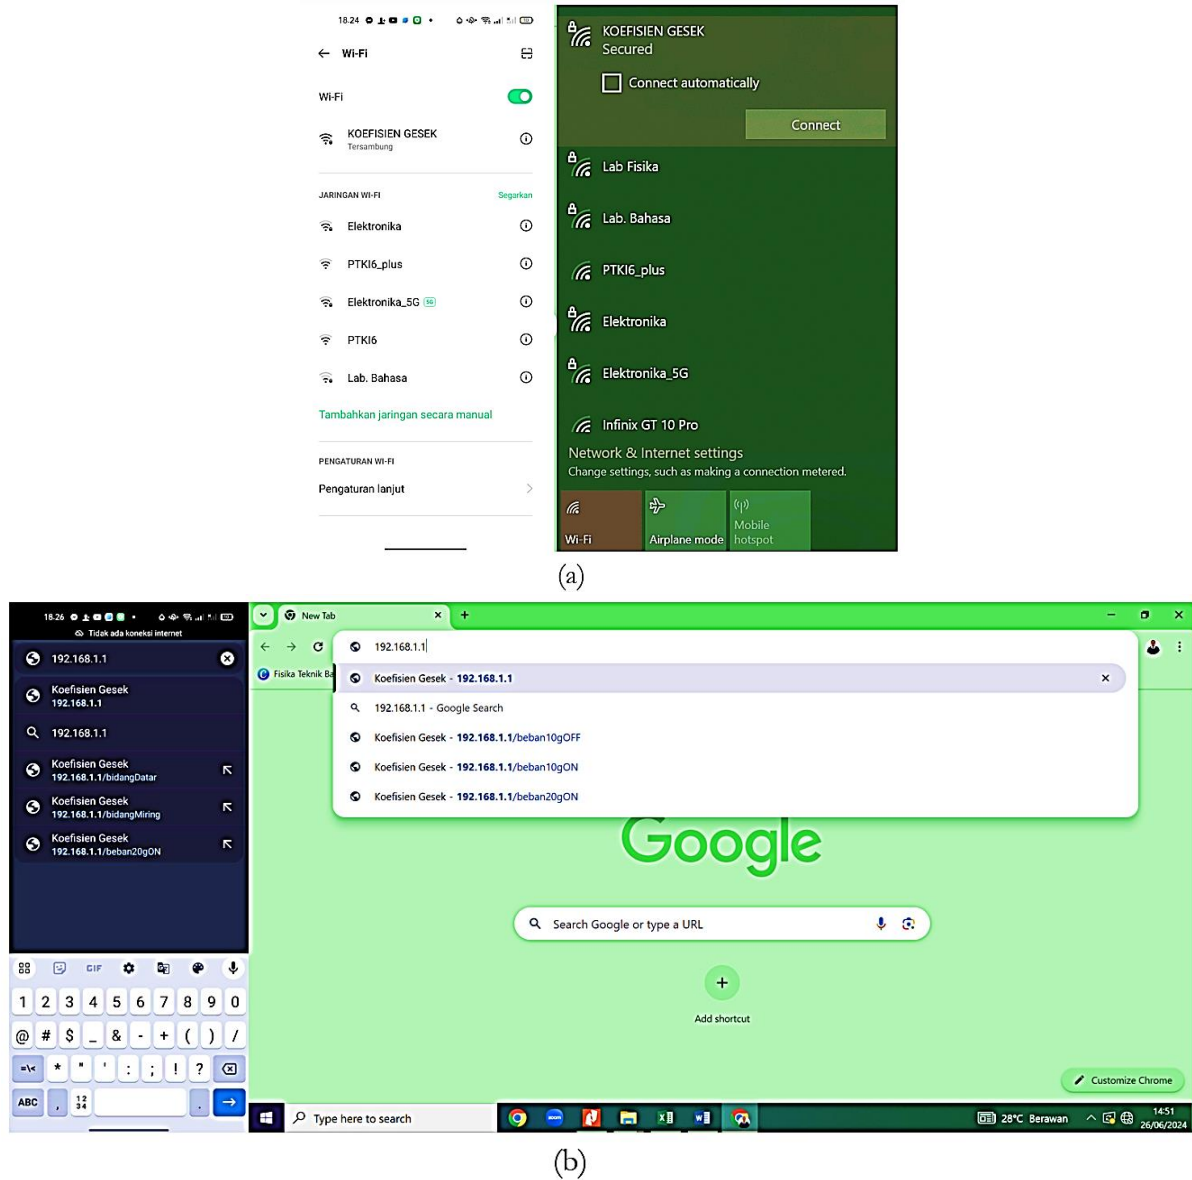 18.24
Wi-Fi
Wi-Fi
KOEFISIEN GESEK
Tersambung
JARINGAN WI-FI
Segarkan
Elektronika
PTKI6_plus
Elektronika_5G
5G
PTKI6
Lab. Bahasa
Tambahkan jaringan secara manual
PENGATURAN WI-FI
Pengaturan lanjut
KOEFISIEN GESEK
Secured
Connect automatically
Connect
Lab Fisika
Lab. Bahasa
PTKI6_plus
Elektronika
Elektronika_5G
Infinix GT 10 Pro
Network & Internet settings
Change settings, such as making a connection metered.
Wi-Fi
Airplane mode
Mobile
hotspot
(a)
18.26
Tidak ada koneksi internet
192.168.1.1
Koefisien Gesek
192.168.1.1
192.168.1.1
Koefisien Gesek
192.168.1.1/bidangDatar
Koefisien Gesek
192.168.1.1/bidangMiring
Koefisien Gesek
192.168.1.1/beban20gON
GIF
1 2 3 4 5 6 7 8 9 0
@ # $ _ & - + ( ) /
=\< * " ' : ; ! ?
ABC , 12 34 .
New Tab
192.168.1.1
Fisika Teknik Ba
Koefisien Gesek - 192.168.1.1
192.168.1.1 - Google Search
Koefisien Gesek - 192.168.1.1/beban10gOFF
Koefisien Gesek - 192.168.1.1/beban10gON
Koefisien Gesek - 192.168.1.1/beban20gON
Google
Search Google or type a URL
Add shortcut
Customize Chrome
Type here to search
zoom
28°C Berawan
14:51
26/06/2024
(b)